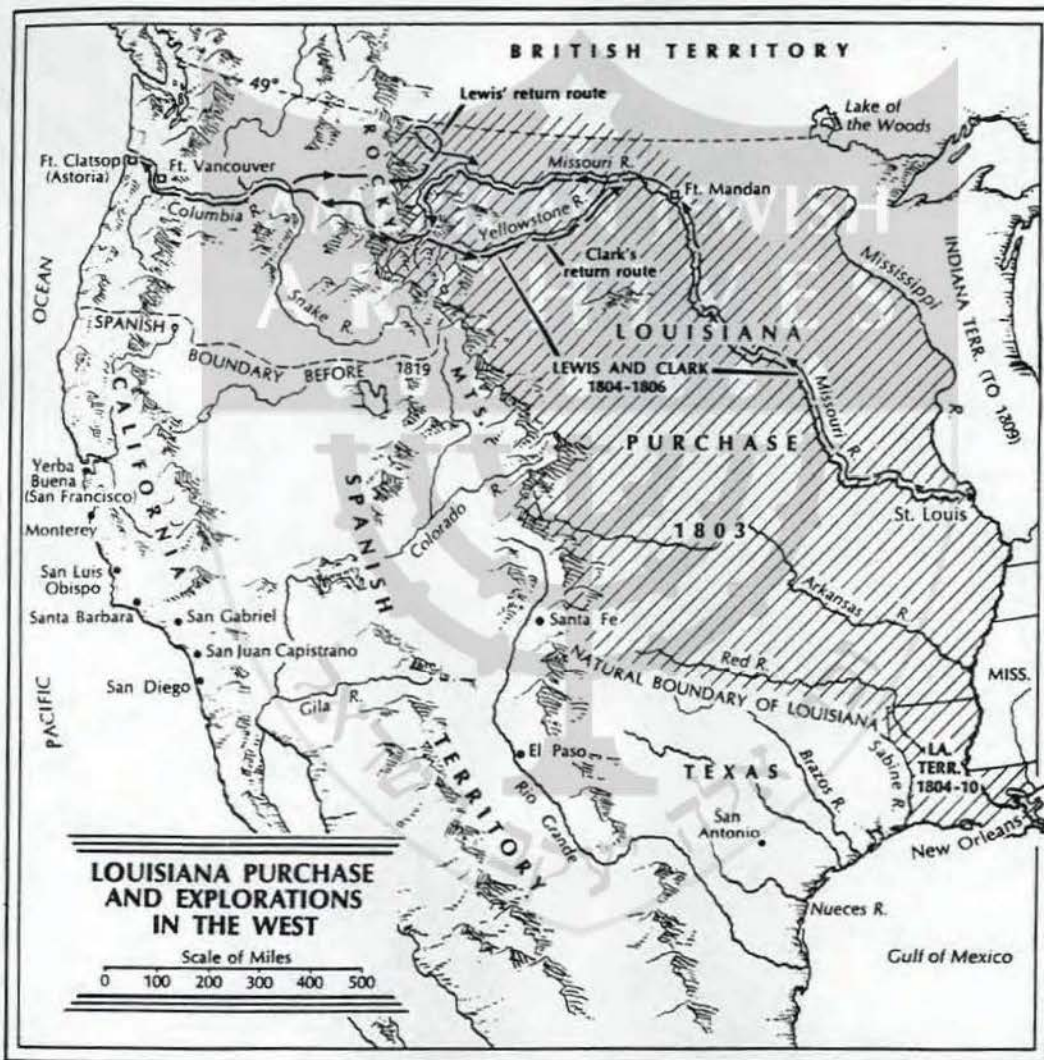 BRITISH TERRITORY
49°
Lewis' return route
Lake of
the Woods
ROCKY
MTS.
Ft. Clatsop
(Astoria)
Ft. Vancouver
Missouri R.
Ft. Mandan
Columbia R.
Yellowstone R.
Clark's
return route
Mississippi
R.
INDIANA TERR. (TO 1809)
OCEAN
Snake R.
SPANISH
BOUNDARY BEFORE 1819
LOUISIANA
LEWIS AND CLARK
1804-1806
Missouri R.
PURCHASE
CALIFORNIA
Yerba
Buena
(San Francisco)
Monterey
St. Louis
1803
SPANISH
Colorado R.
San Luis
Obispo
Santa Barbara
San Gabriel
Santa Fe
Arkansas R.
San Juan Capistrano
Red R.
MISS.
San Diego
NATURAL BOUNDARY OF LOUISIANA
Gila R.
PACIFIC
TERRITORY
El Paso
TEXAS
Brazos R.
Sabine R.
LA.
TERR.
1804-10
Rio Grande
San
Antonio
New Orleans
LOUISIANA PURCHASE
AND EXPLORATIONS
IN THE WEST
Scale of Miles
0 100 200 300 400 500
Nueces R.
Gulf of Mexico